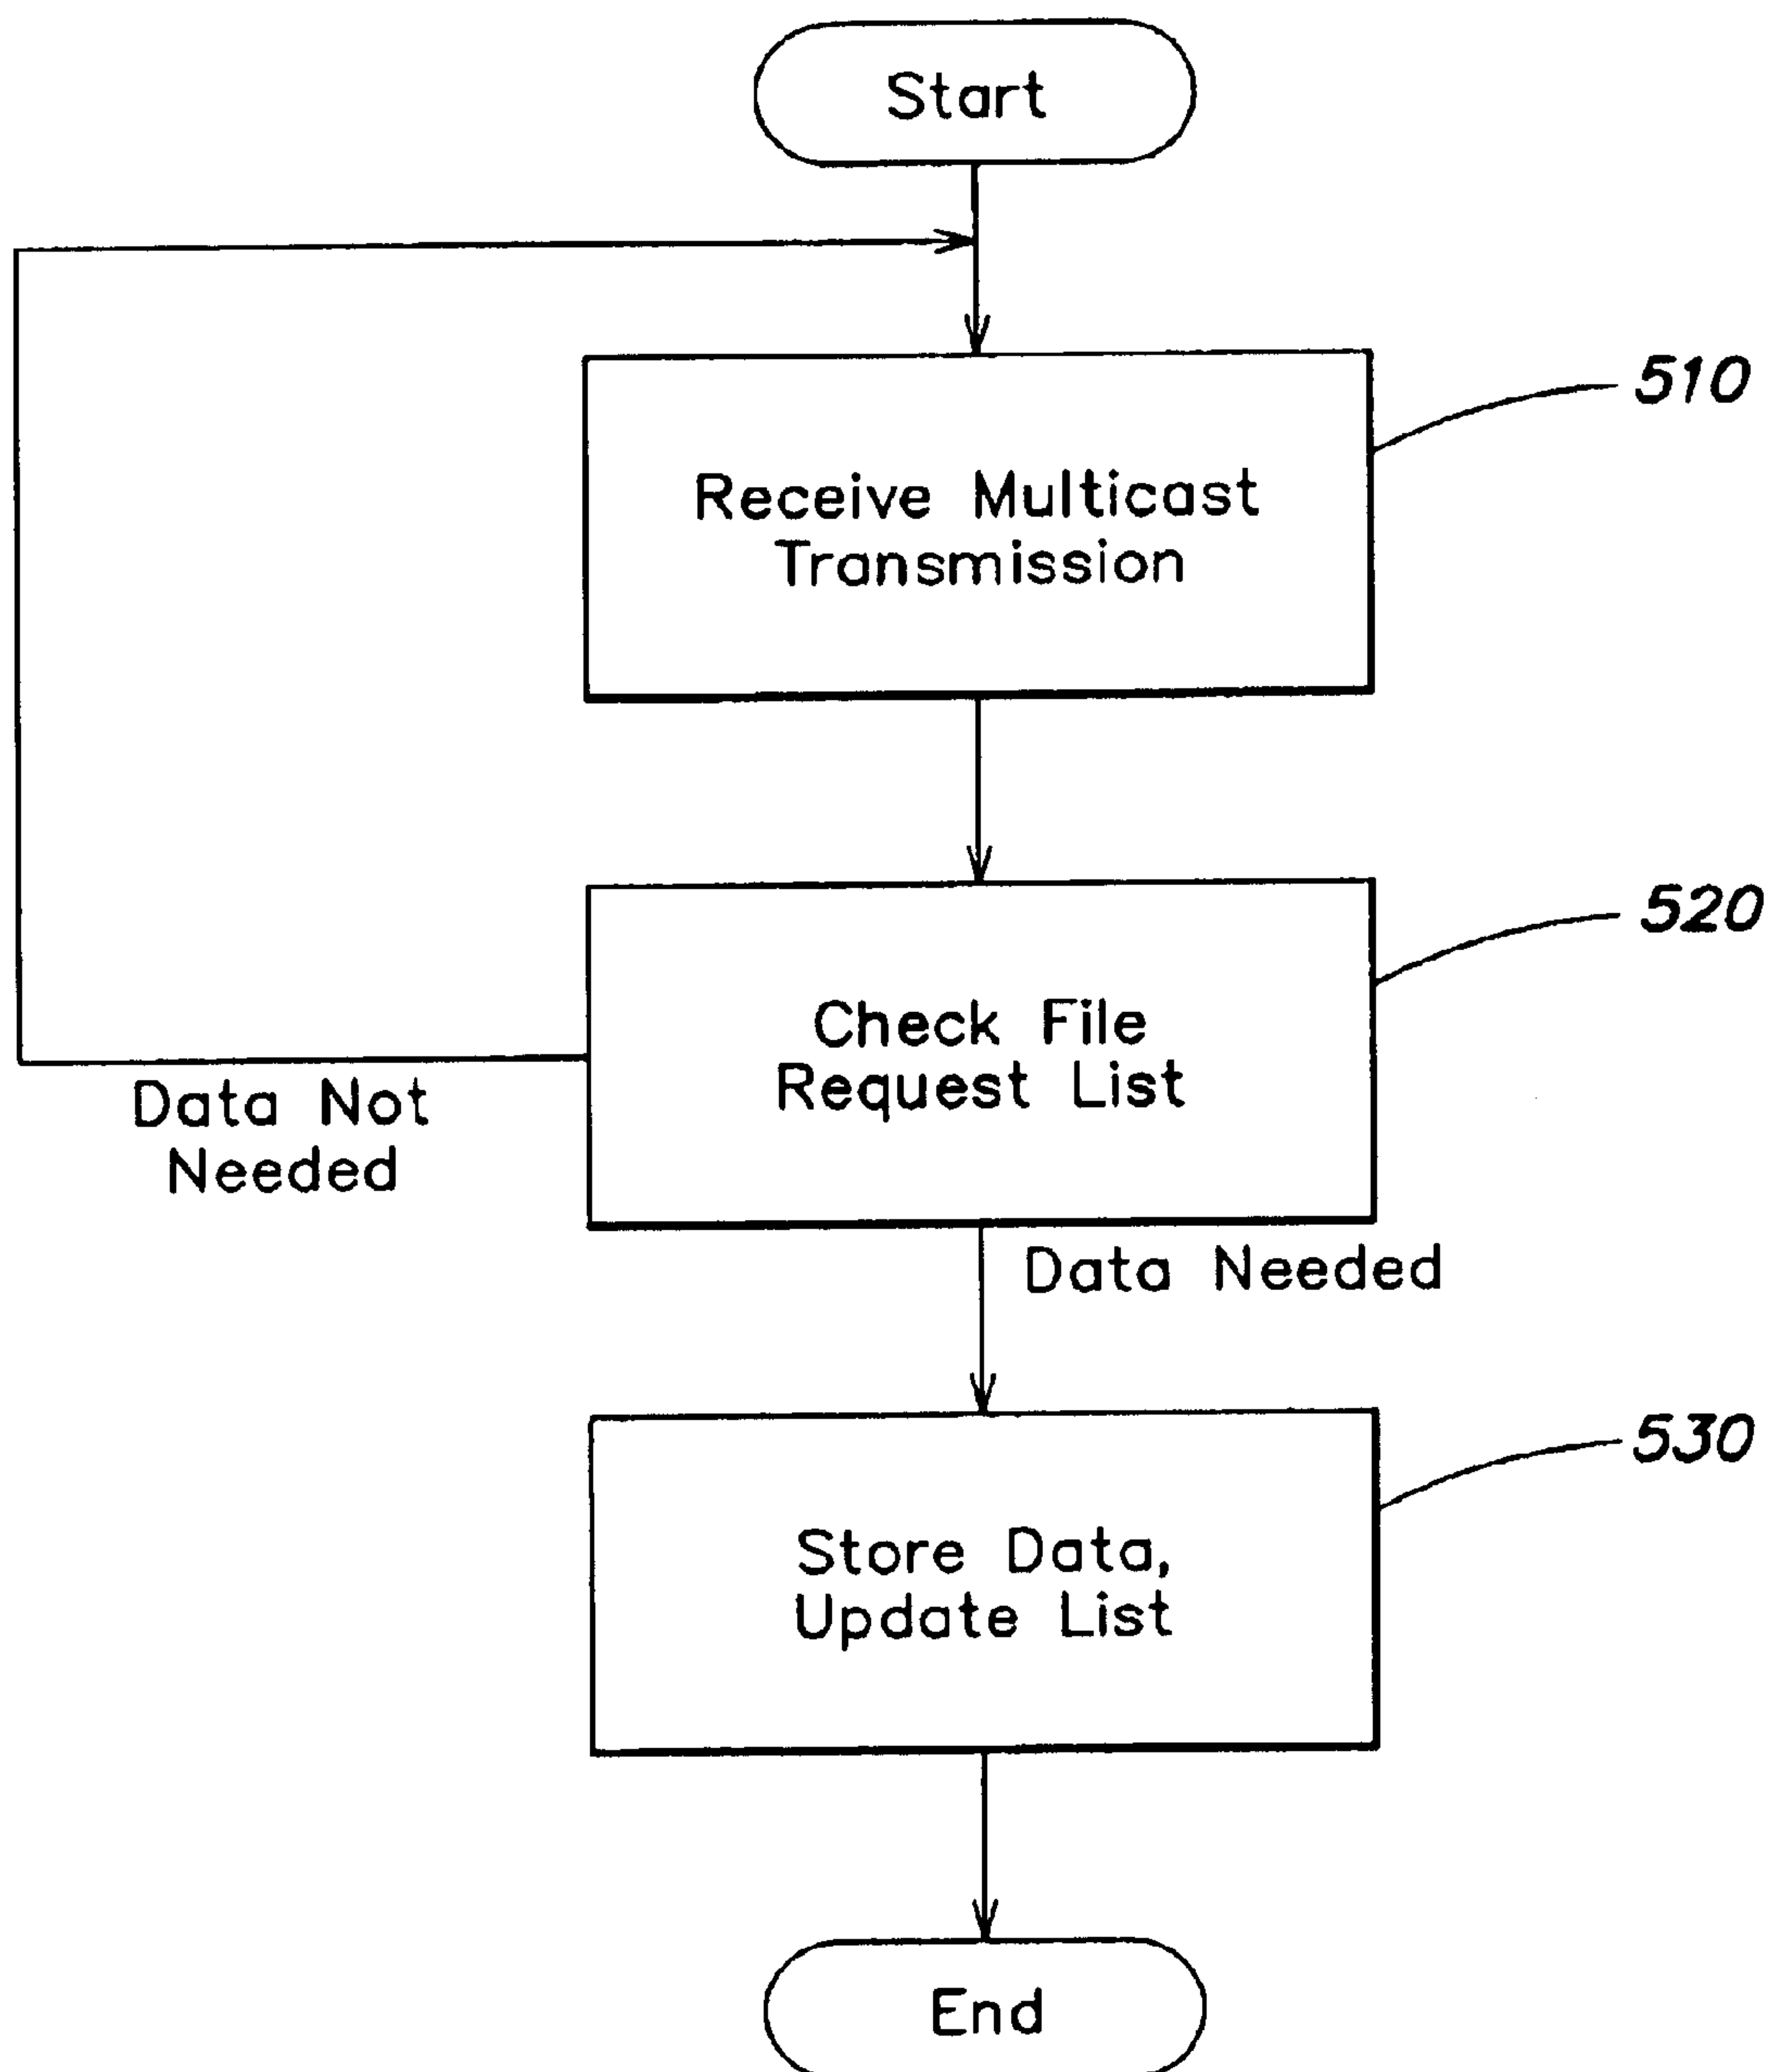 Start
510
Receive Multicast
Transmission
520
Check File
Request List
Data Not
Needed
Data Needed
530
Store Data,
Update List
End